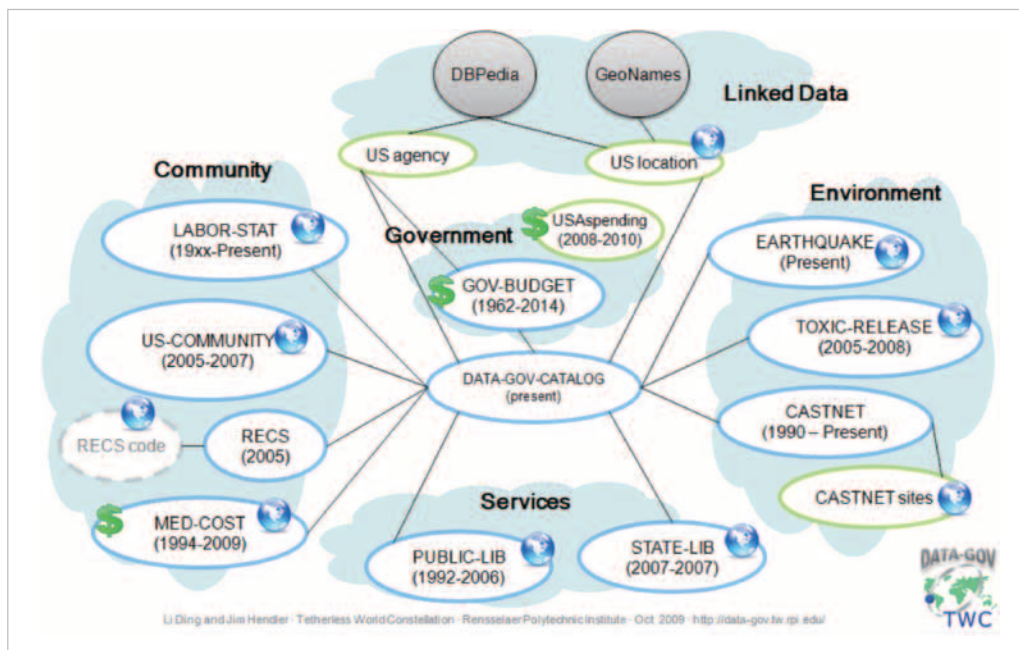 DBPedia
GeoNames
Linked Data
US agency
US location
Community
Environment
LABOR-STAT
(19xx-Present)
Government
$
USAspending
(2008-2010)
EARTHQUAKE
(Present)
$
GOV-BUDGET
(1962-2014)
US-COMMUNITY
(2005-2007)
TOXIC-RELEASE
(2005-2008)
DATA-GOV-CATALOG
(present)
RECS code
RECS
(2005)
CASTNET
(1990 – Present)
CASTNET sites
$
MED-COST
(1994-2009)
Services
PUBLIC-LIB
(1992-2006)
STATE-LIB
(2007-2007)
DATA-GOV
TWC
Li Ding and Jim Hendler · Tetherless World Constellation · Rensselaer Polytechnic Institute · Oct 2009 · http://data-gov.tw.rpi.edu/